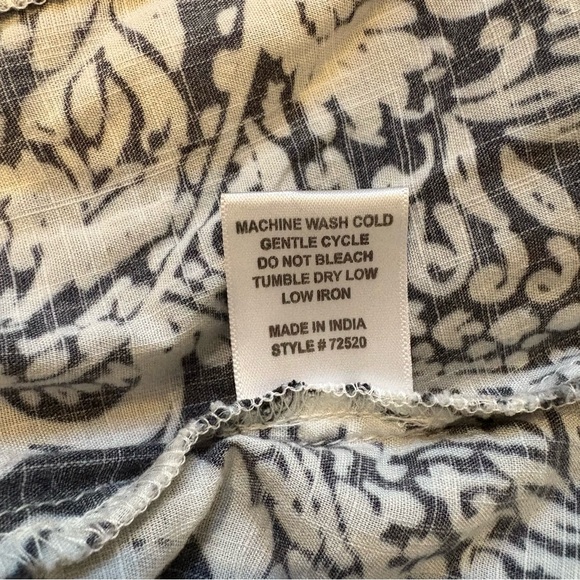 MACHINE WASH COLD
GENTLE CYCLE
DO NOT BLEACH
TUMBLE DRY LOW
LOW IRON
MADE IN INDIA
STYLE # 72520